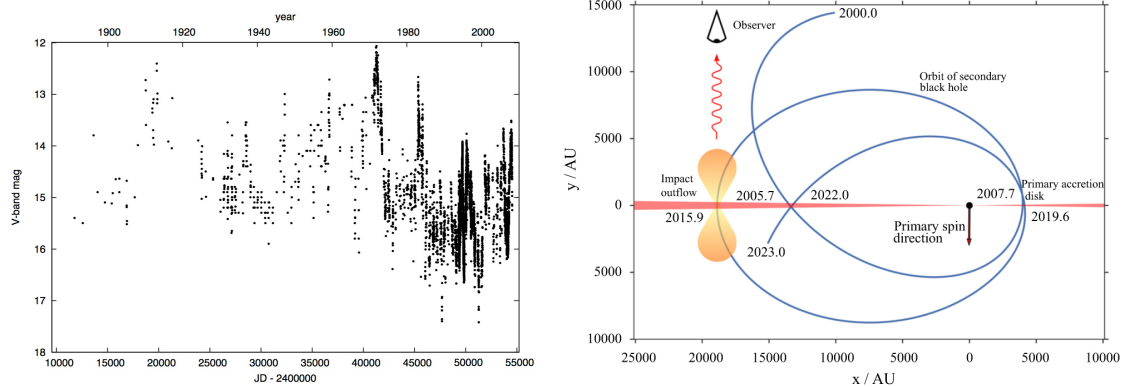 year
1900 1920 1940 1960 1980 2000
12
13
14
15
16
17
18
V-band mag
10000 15000 20000 25000 30000 35000 40000 45000 50000 55000
JD - 2400000
15000
10000
5000
0
5000
10000
y / AU
Observer
2000.0
Orbit of secondary
black hole
Impact
outflow
2005.7
2022.0
2007.7
Primary accretion
disk
2015.9
2019.6
Primary spin
direction
2023.0
25000 20000 15000 10000 5000 0 5000 10000
x / AU